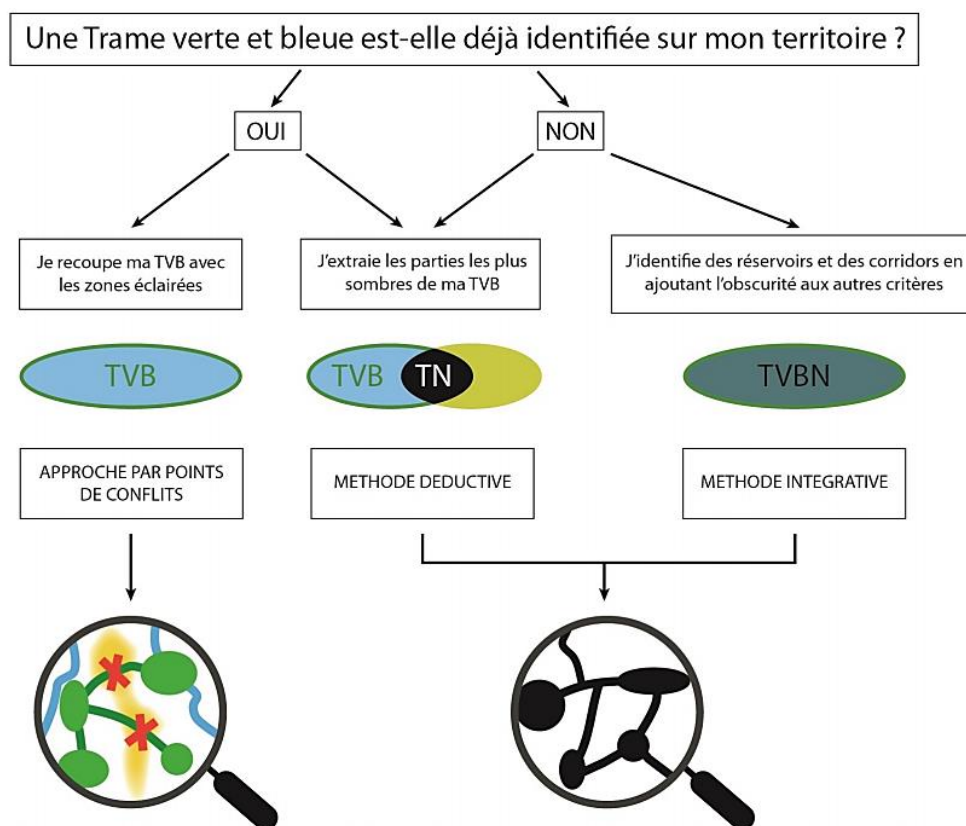 Une Trame verte et bleue est-elle déjà identifiée sur mon territoire ?
OUI
NON
Je recoupe ma TVB avec
les zones éclairées
J'extraie les parties les plus
sombres de ma TVB
J'identifie des réservoirs et des corridors en
ajoutant l'obscurité aux autres critères
TVB
TVB
TN
TVBN
APPROCHE PAR POINTS
DE CONFLITS
METHODE DEDUCTIVE
METHODE INTEGRATIVE